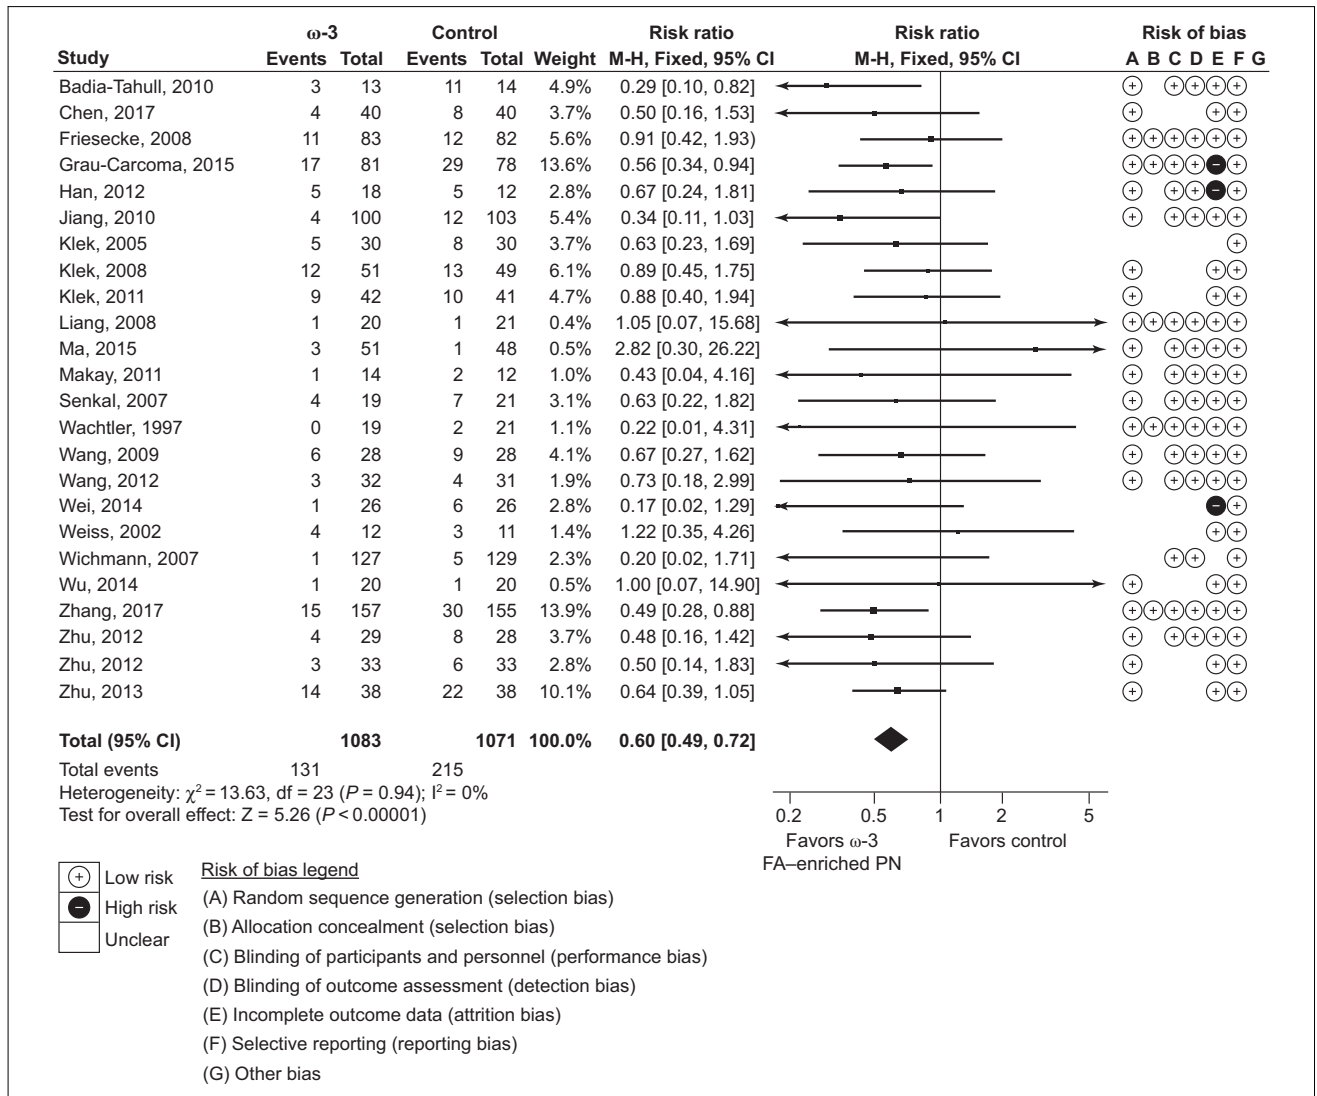 ω-3 Control Risk ratio Risk ratio Risk of bias
Study Events Total Events Total Weight M-H, Fixed, 95% CI M-H, Fixed, 95% CI A B C D E F G
Badia-Tahull, 2010 3 13 11 14 4.9% 0.29 [0.10, 0.82] + + + + +
Chen, 2017 4 40 8 40 3.7% 0.50 [0.16, 1.53] + + +
Friesecke, 2008 11 83 12 82 5.6% 0.91 [0.42, 1.93) + + + + + +
Grau-Carcoma, 2015 17 81 29 78 13.6% 0.56 [0.34, 0.94] + + + + − +
Han, 2012 5 18 5 12 2.8% 0.67 [0.24, 1.81] + + + − +
Jiang, 2010 4 100 12 103 5.4% 0.34 [0.11, 1.03] + + + + +
Klek, 2005 5 30 8 30 3.7% 0.63 [0.23, 1.69] +
Klek, 2008 12 51 13 49 6.1% 0.89 [0.45, 1.75] + + +
Klek, 2011 9 42 10 41 4.7% 0.88 [0.40, 1.94] + + +
Liang, 2008 1 20 1 21 0.4% 1.05 [0.07, 15.68] + + + + + +
Ma, 2015 3 51 1 48 0.5% 2.82 [0.30, 26.22] + + + + +
Makay, 2011 1 14 2 12 1.0% 0.43 [0.04, 4.16] + + + + +
Senkal, 2007 4 19 7 21 3.1% 0.63 [0.22, 1.82] + + + + +
Wachtler, 1997 0 19 2 21 1.1% 0.22 [0.01, 4.31] + + + + + +
Wang, 2009 6 28 9 28 4.1% 0.67 [0.27, 1.62] + + + + +
Wang, 2012 3 32 4 31 1.9% 0.73 [0.18, 2.99] + + + + +
Wei, 2014 1 26 6 26 2.8% 0.17 [0.02, 1.29] − +
Weiss, 2002 4 12 3 11 1.4% 1.22 [0.35, 4.26] + +
Wichmann, 2007 1 127 5 129 2.3% 0.20 [0.02, 1.71] + + +
Wu, 2014 1 20 1 20 0.5% 1.00 [0.07, 14.90] + + +
Zhang, 2017 15 157 30 155 13.9% 0.49 [0.28, 0.88] + + + + + +
Zhu, 2012 4 29 8 28 3.7% 0.48 [0.16, 1.42] + + + + +
Zhu, 2012 3 33 6 33 2.8% 0.50 [0.14, 1.83] + + +
Zhu, 2013 14 38 22 38 10.1% 0.64 [0.39, 1.05] + + +
Total (95% CI) 1083 1071 100.0% 0.60 [0.49, 0.72]
Total events 131 215
Heterogeneity: χ² = 13.63, df = 23 (P = 0.94); I² = 0%
Test for overall effect: Z = 5.26 (P < 0.00001)
0.2 0.5 1 2 5
Favors ω-3 Favors control
FA–enriched PN
+ Low risk
− High risk
Unclear
Risk of bias legend
(A) Random sequence generation (selection bias)
(B) Allocation concealment (selection bias)
(C) Blinding of participants and personnel (performance bias)
(D) Blinding of outcome assessment (detection bias)
(E) Incomplete outcome data (attrition bias)
(F) Selective reporting (reporting bias)
(G) Other bias